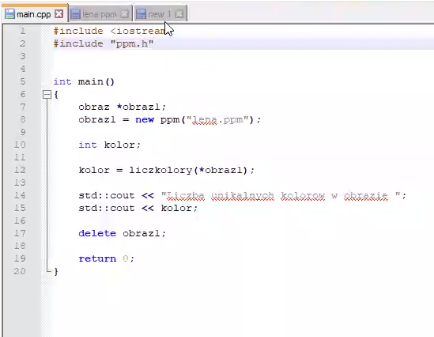 main.cpp lena.ppm new 1
1 #include <iostream
2 #include "ppm.h"
3
4
5 int main()
6 {
7 obraz *obraz1;
8 obraz1 = new ppm("lena.ppm");
9
10 int kolor;
11
12 kolor = liczkolory(*obraz1);
13
14 std::cout << "Liczba unikalnych kolorow w obrazie ";
15 std::cout << kolor;
16
17 delete obraz1;
18
19 return 0;
20 }